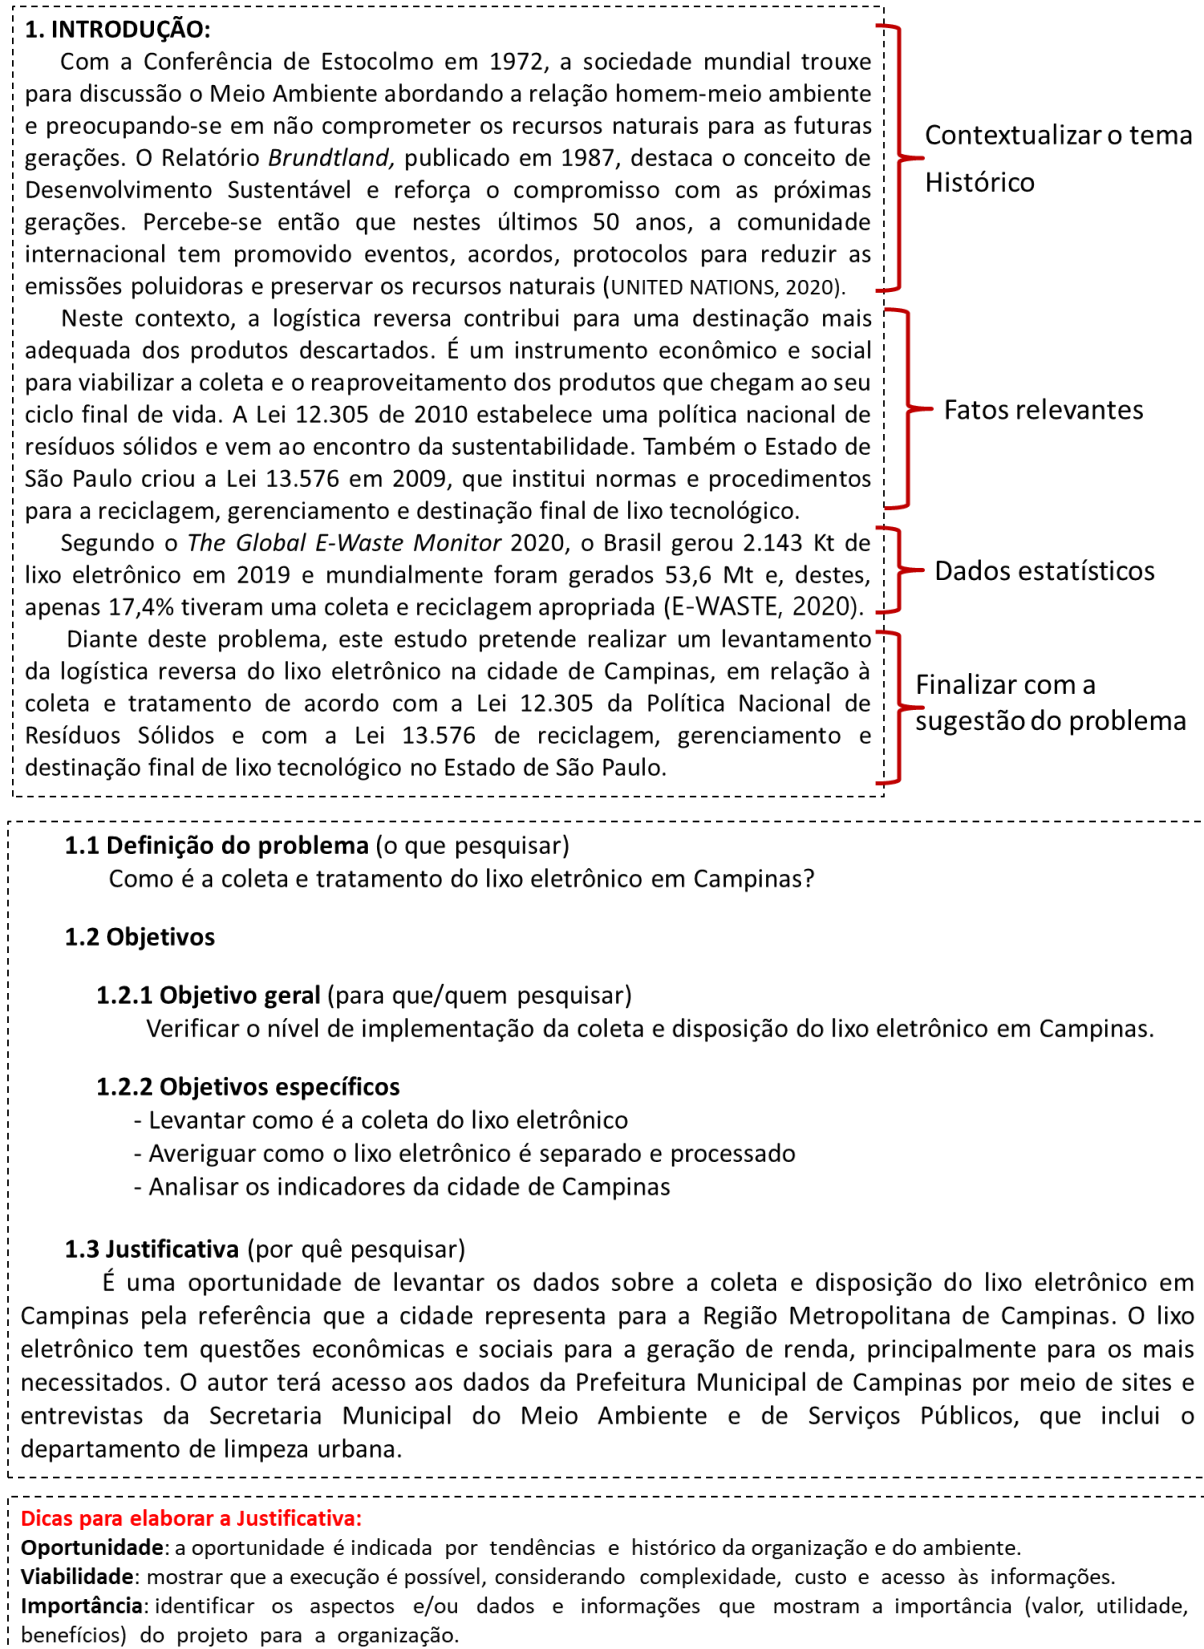 1. INTRODUÇÃO:
Com a Conferência de Estocolmo em 1972, a sociedade mundial trouxe
para discussão o Meio Ambiente abordando a relação homem-meio ambiente
e preocupando-se em não comprometer os recursos naturais para as futuras
gerações. O Relatório Brundtland, publicado em 1987, destaca o conceito de
Desenvolvimento Sustentável e reforça o compromisso com as próximas
gerações. Percebe-se então que nestes últimos 50 anos, a comunidade
internacional tem promovido eventos, acordos, protocolos para reduzir as
emissões poluidoras e preservar os recursos naturais (UNITED NATIONS, 2020).
Contextualizar o tema
Histórico
Neste contexto, a logística reversa contribui para uma destinação mais
adequada dos produtos descartados. É um instrumento econômico e social
para viabilizar a coleta e o reaproveitamento dos produtos que chegam ao seu
ciclo final de vida. A Lei 12.305 de 2010 estabelece uma política nacional de
resíduos sólidos e vem ao encontro da sustentabilidade. Também o Estado de
São Paulo criou a Lei 13.576 em 2009, que institui normas e procedimentos
para a reciclagem, gerenciamento e destinação final de lixo tecnológico.
Fatos relevantes
Segundo o The Global E-Waste Monitor 2020, o Brasil gerou 2.143 Kt de
lixo eletrônico em 2019 e mundialmente foram gerados 53,6 Mt e, destes,
apenas 17,4% tiveram uma coleta e reciclagem apropriada (E-WASTE, 2020).
Dados estatísticos
Diante deste problema, este estudo pretende realizar um levantamento
da logística reversa do lixo eletrônico na cidade de Campinas, em relação à
coleta e tratamento de acordo com a Lei 12.305 da Política Nacional de
Resíduos Sólidos e com a Lei 13.576 de reciclagem, gerenciamento e
destinação final de lixo tecnológico no Estado de São Paulo.
Finalizar com a
sugestão do problema
1.1 Definição do problema (o que pesquisar)
Como é a coleta e tratamento do lixo eletrônico em Campinas?
1.2 Objetivos
1.2.1 Objetivo geral (para que/quem pesquisar)
Verificar o nível de implementação da coleta e disposição do lixo eletrônico em Campinas.
1.2.2 Objetivos específicos
- Levantar como é a coleta do lixo eletrônico
- Averiguar como o lixo eletrônico é separado e processado
- Analisar os indicadores da cidade de Campinas
1.3 Justificativa (por quê pesquisar)
É uma oportunidade de levantar os dados sobre a coleta e disposição do lixo eletrônico em
Campinas pela referência que a cidade representa para a Região Metropolitana de Campinas. O lixo
eletrônico tem questões econômicas e sociais para a geração de renda, principalmente para os mais
necessitados. O autor terá acesso aos dados da Prefeitura Municipal de Campinas por meio de sites e
entrevistas da Secretaria Municipal do Meio Ambiente e de Serviços Públicos, que inclui o
departamento de limpeza urbana.
Dicas para elaborar a Justificativa:
Oportunidade: a oportunidade é indicada por tendências e histórico da organização e do ambiente.
Viabilidade: mostrar que a execução é possível, considerando complexidade, custo e acesso às informações.
Importância: identificar os aspectos e/ou dados e informações que mostram a importância (valor, utilidade,
benefícios) do projeto para a organização.